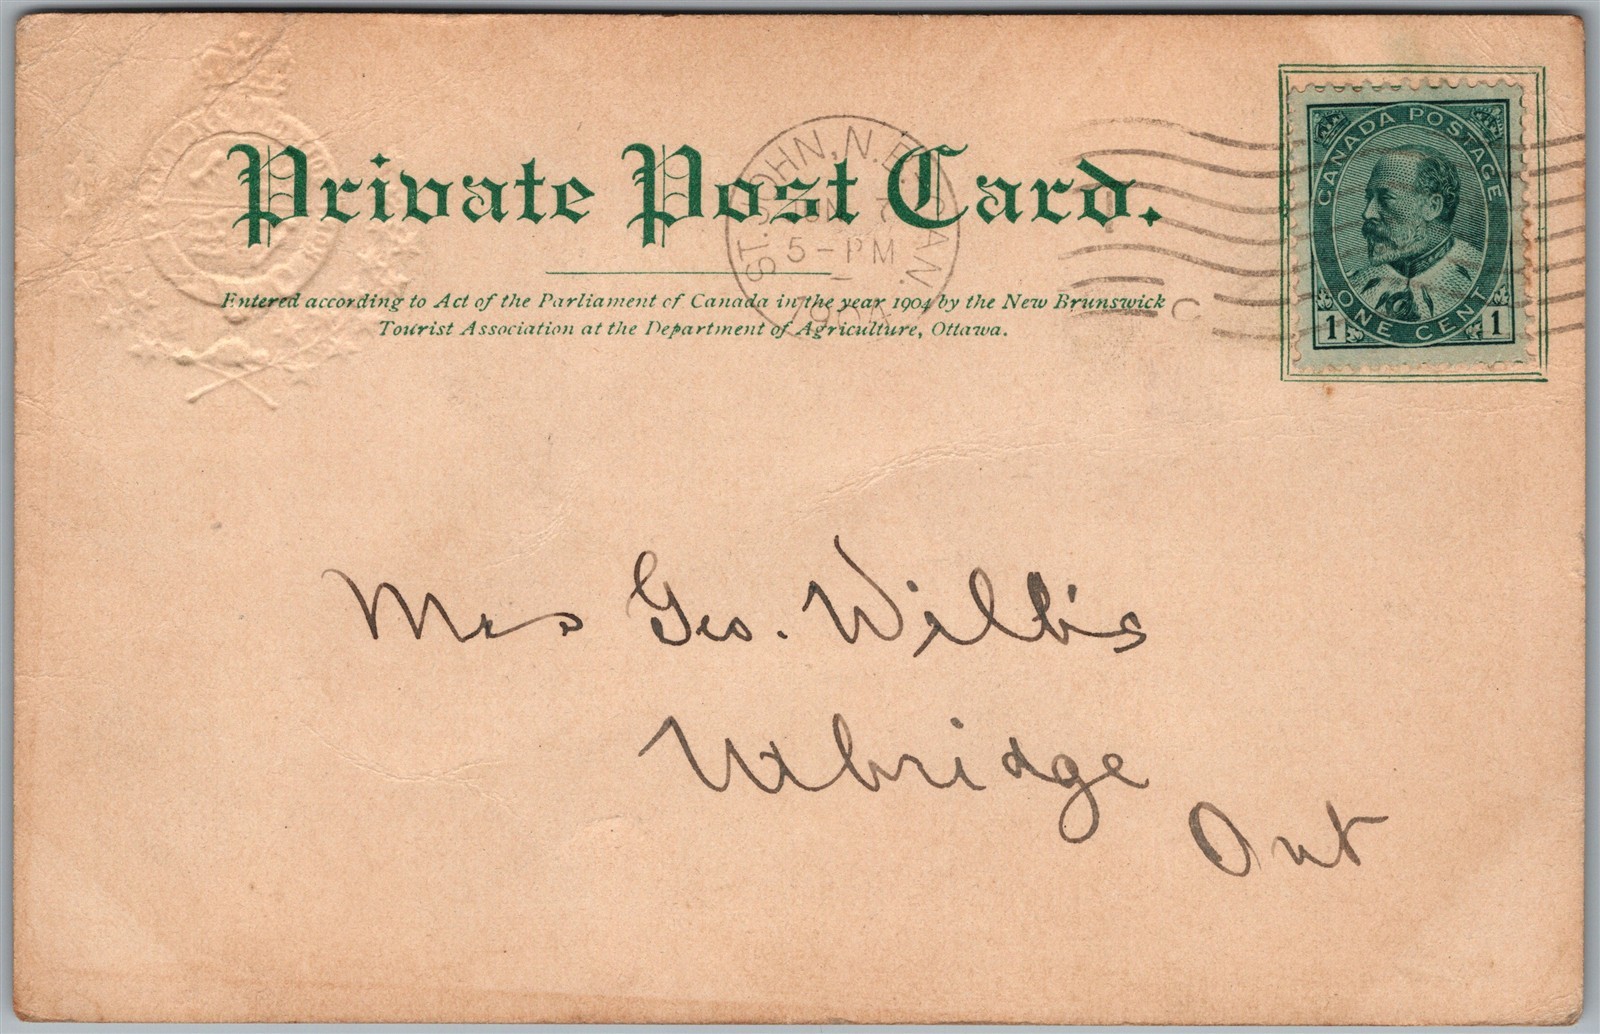 Private Post Card.
Entered according to Act of the Parliament of Canada in the year 1904 by the New Brunswick
Tourist Association at the Department of Agriculture, Ottawa.
ST. JOHN, N.B. CAN.
7
5-PM
CANADA POSTAGE
ONE CENT
1 1
C
Mrs Geo. Willis
Uxbridge
Ont